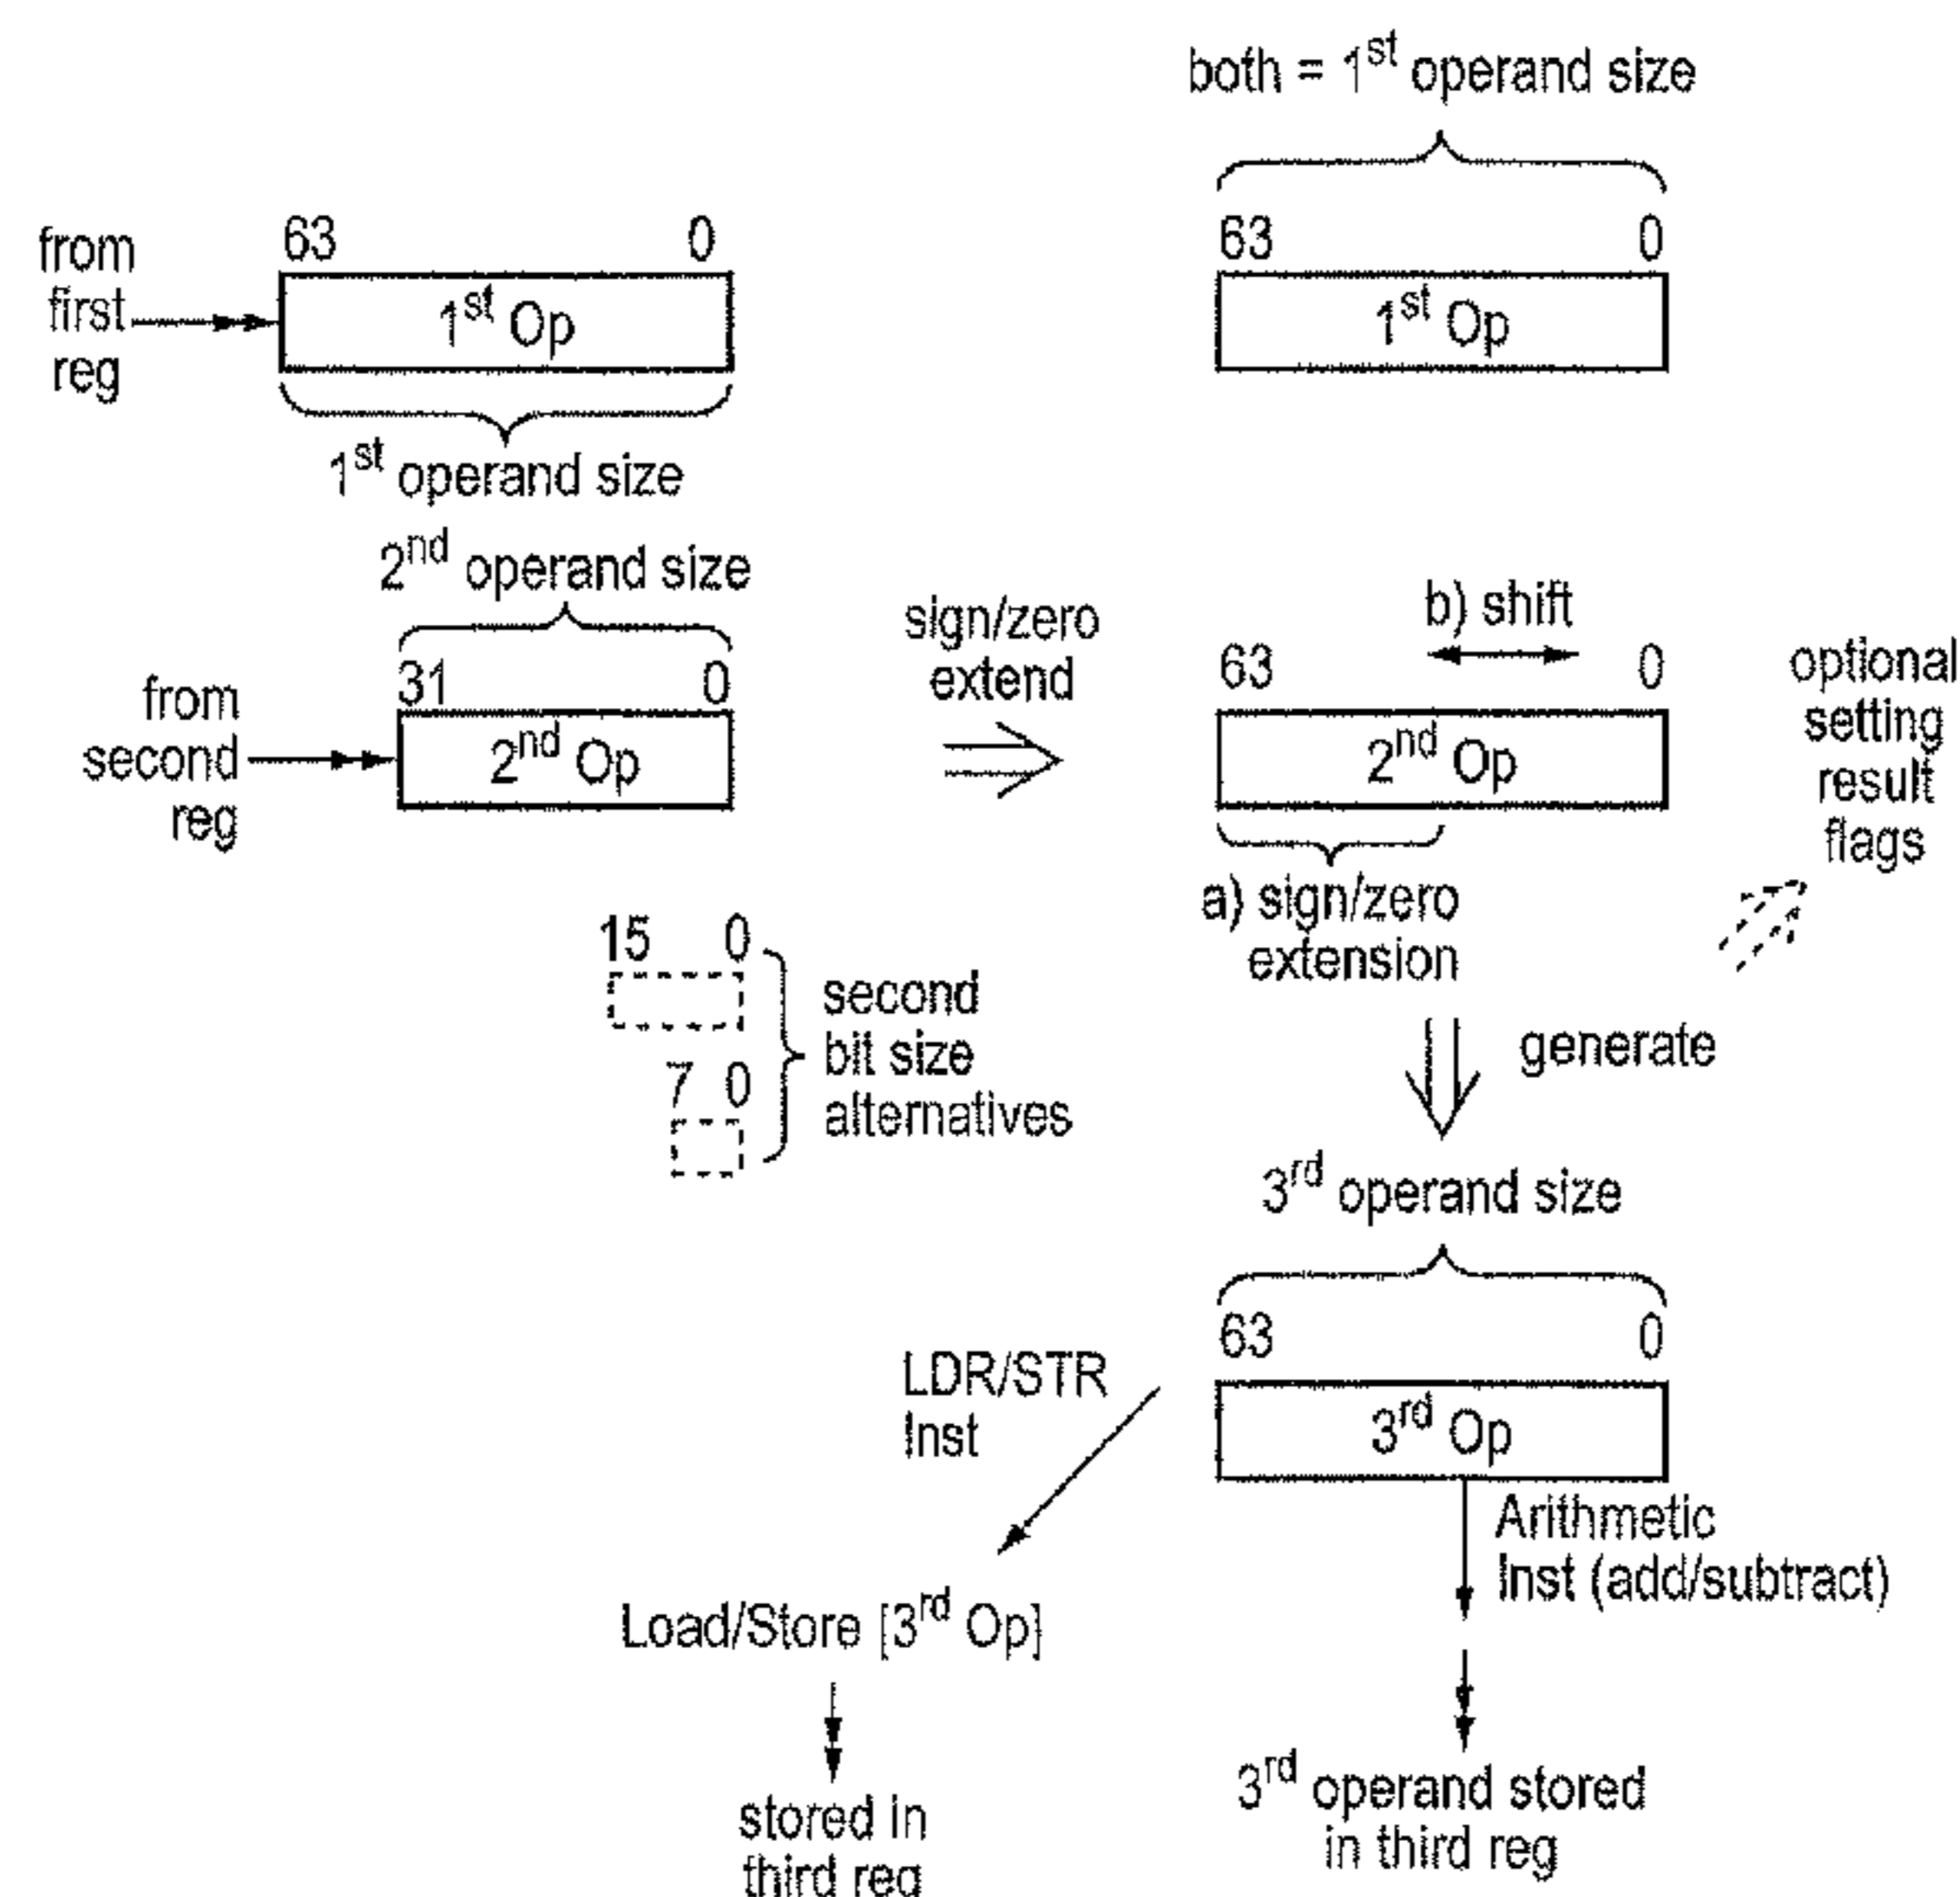 both = 1st operand size
63 0
63 0
from
first
reg
1st Op
1st Op
1st operand size
2nd operand size
31 0
from
second
reg
2nd Op
sign/zero
extend
b) shift
63 0
2nd Op
a) sign/zero
extension
optional
setting
result
flags
15 0
7 0
second
bit size
alternatives
generate
3rd operand size
63 0
3rd Op
LDR/STR
Inst
Arithmetic
Inst (add/subtract)
Load/Store [3rd Op]
stored in
third reg
3rd operand stored
in third reg